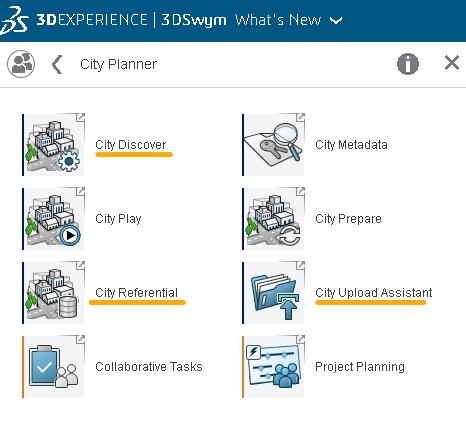 3DEXPERIENCE | 3DSwym What's New
City Planner
City Discover
City Metadata
City Play
City Prepare
City Referential
City Upload Assistant
Collaborative Tasks
Project Planning